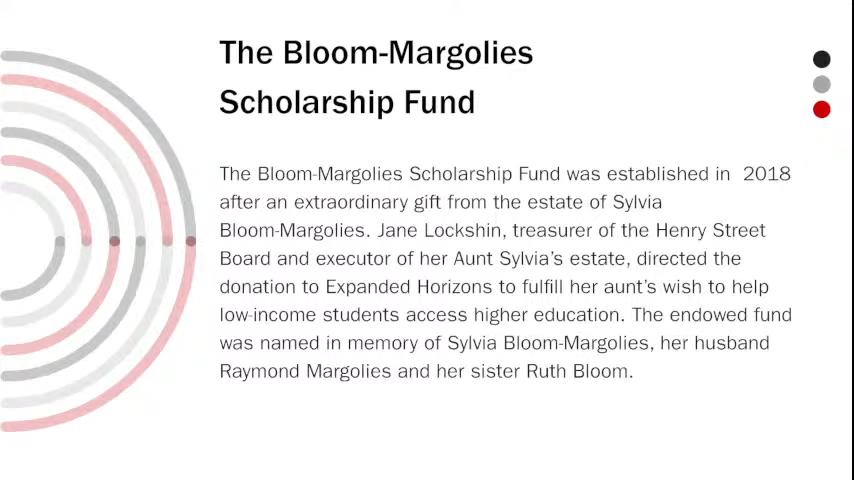 The Bloom-Margolies
Scholarship Fund
The Bloom-Margolies Scholarship Fund was established in  2018
after an extraordinary gift from the estate of Sylvia
Bloom-Margolies. Jane Lockshin, treasurer of the Henry Street
Board and executor of her Aunt Sylvia's estate, directed the
donation to Expanded Horizons to fulfill her aunt's wish to help
low-income students access higher education. The endowed fund
was named in memory of Sylvia Bloom-Margolies, her husband
Raymond Margolies and her sister Ruth Bloom.